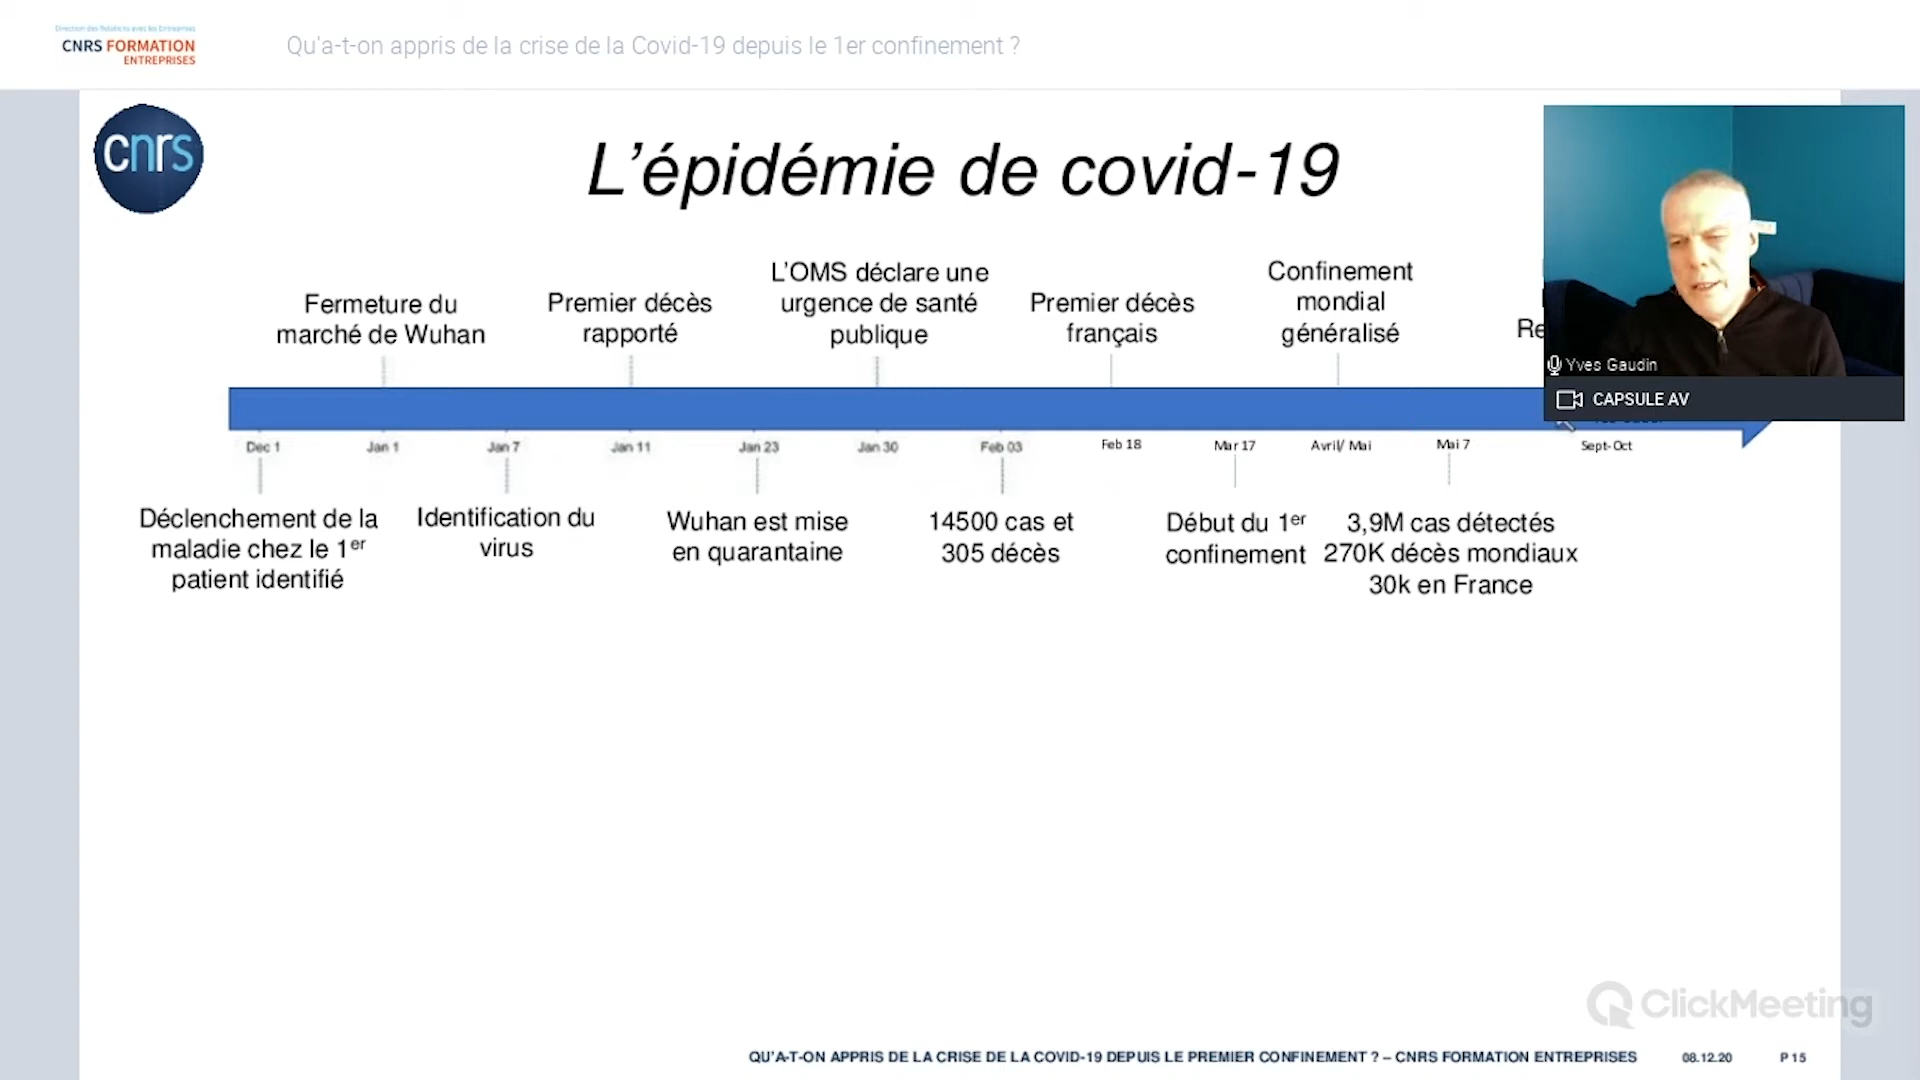 Direction des Relations avec les Entreprises
CNRS FORMATION
ENTREPRISES
Qu'a-t-on appris de la crise de la Covid-19 depuis le 1er confinement ?
cnrs
L'épidémie de covid-19
Fermeture du
marché de Wuhan
Premier décès
rapporté
L'OMS déclare une
urgence de santé
publique
Premier décès
français
Confinement
mondial
généralisé
Yves Gaudin
CAPSULE AV
Dec 1
Jan 1
Jan 7
Jan 11
Jan 23
Jan 30
Feb 03
Feb 18
Mar 17
Avril/ Mai
Mai 7
Sept-Oct
Déclenchement de la
maladie chez le 1er
patient identifié
Identification du
virus
Wuhan est mise
en quarantaine
14500 cas et
305 décès
Début du 1er
confinement
3,9M cas détectés
270K décès mondiaux
30k en France
ClickMeeting
QU'A-T-ON APPRIS DE LA CRISE DE LA COVID-19 DEPUIS LE PREMIER CONFINEMENT ? – CNRS FORMATION ENTREPRISES
08.12.20
P 15